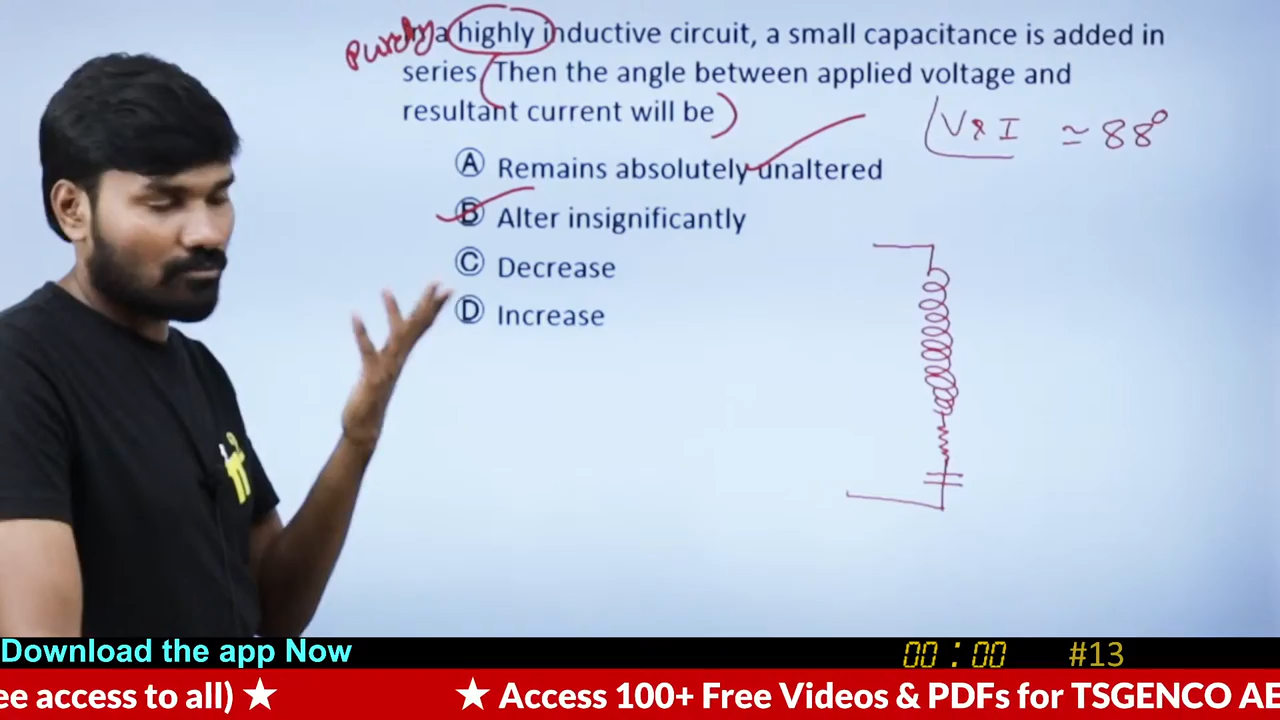 Purely
In a highly inductive circuit, a small capacitance is added in
series. Then the angle between applied voltage and
resultant current will be
V & I ≃ 88°
Ⓐ Remains absolutely unaltered
Ⓑ Alter insignificantly
Ⓒ Decrease
Ⓓ Increase
Download the app Now
00:00 #13
ee access to all) ★ ★ Access 100+ Free Videos & PDFs for TSGENCO AE